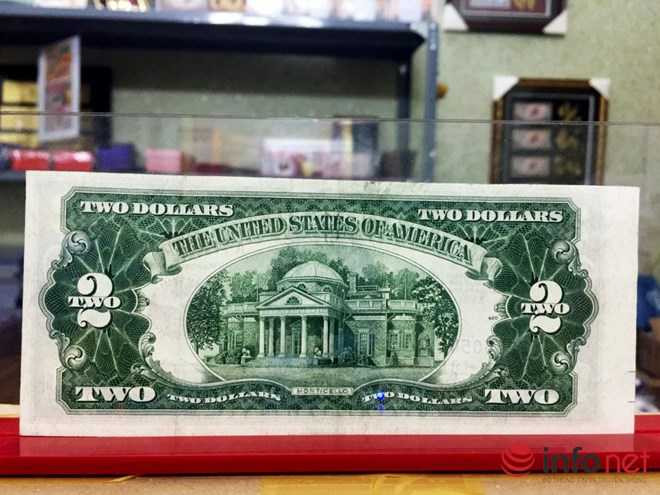 TWO DOLLARS
TWO DOLLARS
THE UNITED STATES OF AMERICA
2
TWO
2
TWO
MONTICELLO
TWO
TWO DOLLARS
TWO DOLLARS
TWO
infonet